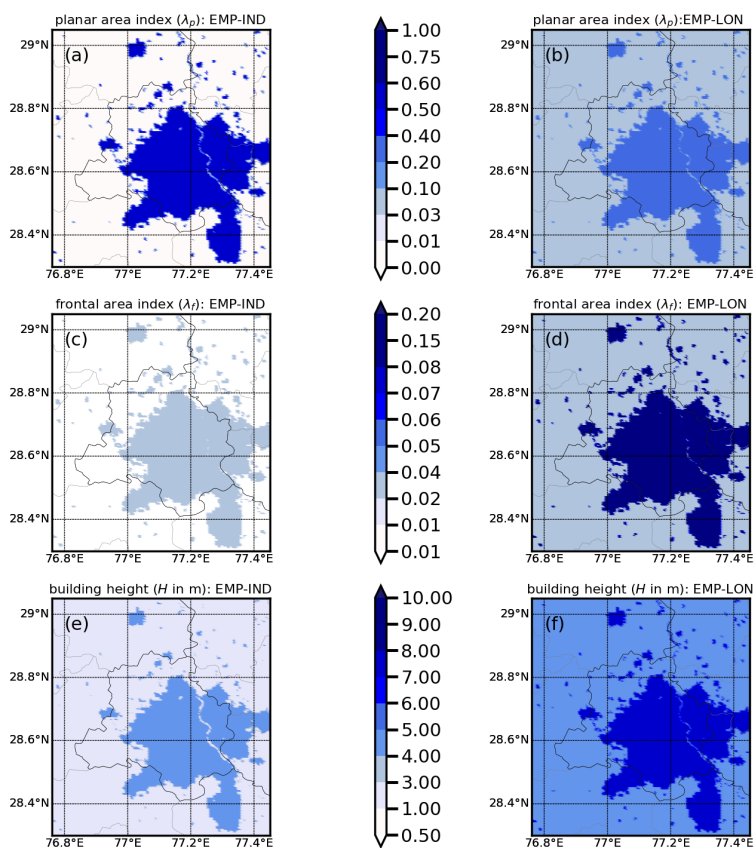 planar area index (λp): EMP-IND
planar area index (λp):EMP-LON
(a)
(b)
29°N
28.8°N
28.6°N
28.4°N
76.8°E
77°E
77.2°E
77.4°E
1.00
0.75
0.60
0.50
0.40
0.20
0.10
0.03
0.01
0.00
29°N
28.8°N
28.6°N
28.4°N
76.8°E
77°E
77.2°E
77.4°E
frontal area index (λf): EMP-IND
frontal area index (λf): EMP-LON
(c)
(d)
29°N
28.8°N
28.6°N
28.4°N
76.8°E
77°E
77.2°E
77.4°E
0.20
0.15
0.08
0.07
0.06
0.05
0.04
0.02
0.01
0.01
29°N
28.8°N
28.6°N
28.4°N
76.8°E
77°E
77.2°E
77.4°E
building height (H in m): EMP-IND
building height (H in m): EMP-LON
(e)
(f)
29°N
28.8°N
28.6°N
28.4°N
76.8°E
77°E
77.2°E
77.4°E
10.00
9.00
8.00
7.00
6.00
5.00
4.00
3.00
1.00
0.50
29°N
28.8°N
28.6°N
28.4°N
76.8°E
77°E
77.2°E
77.4°E